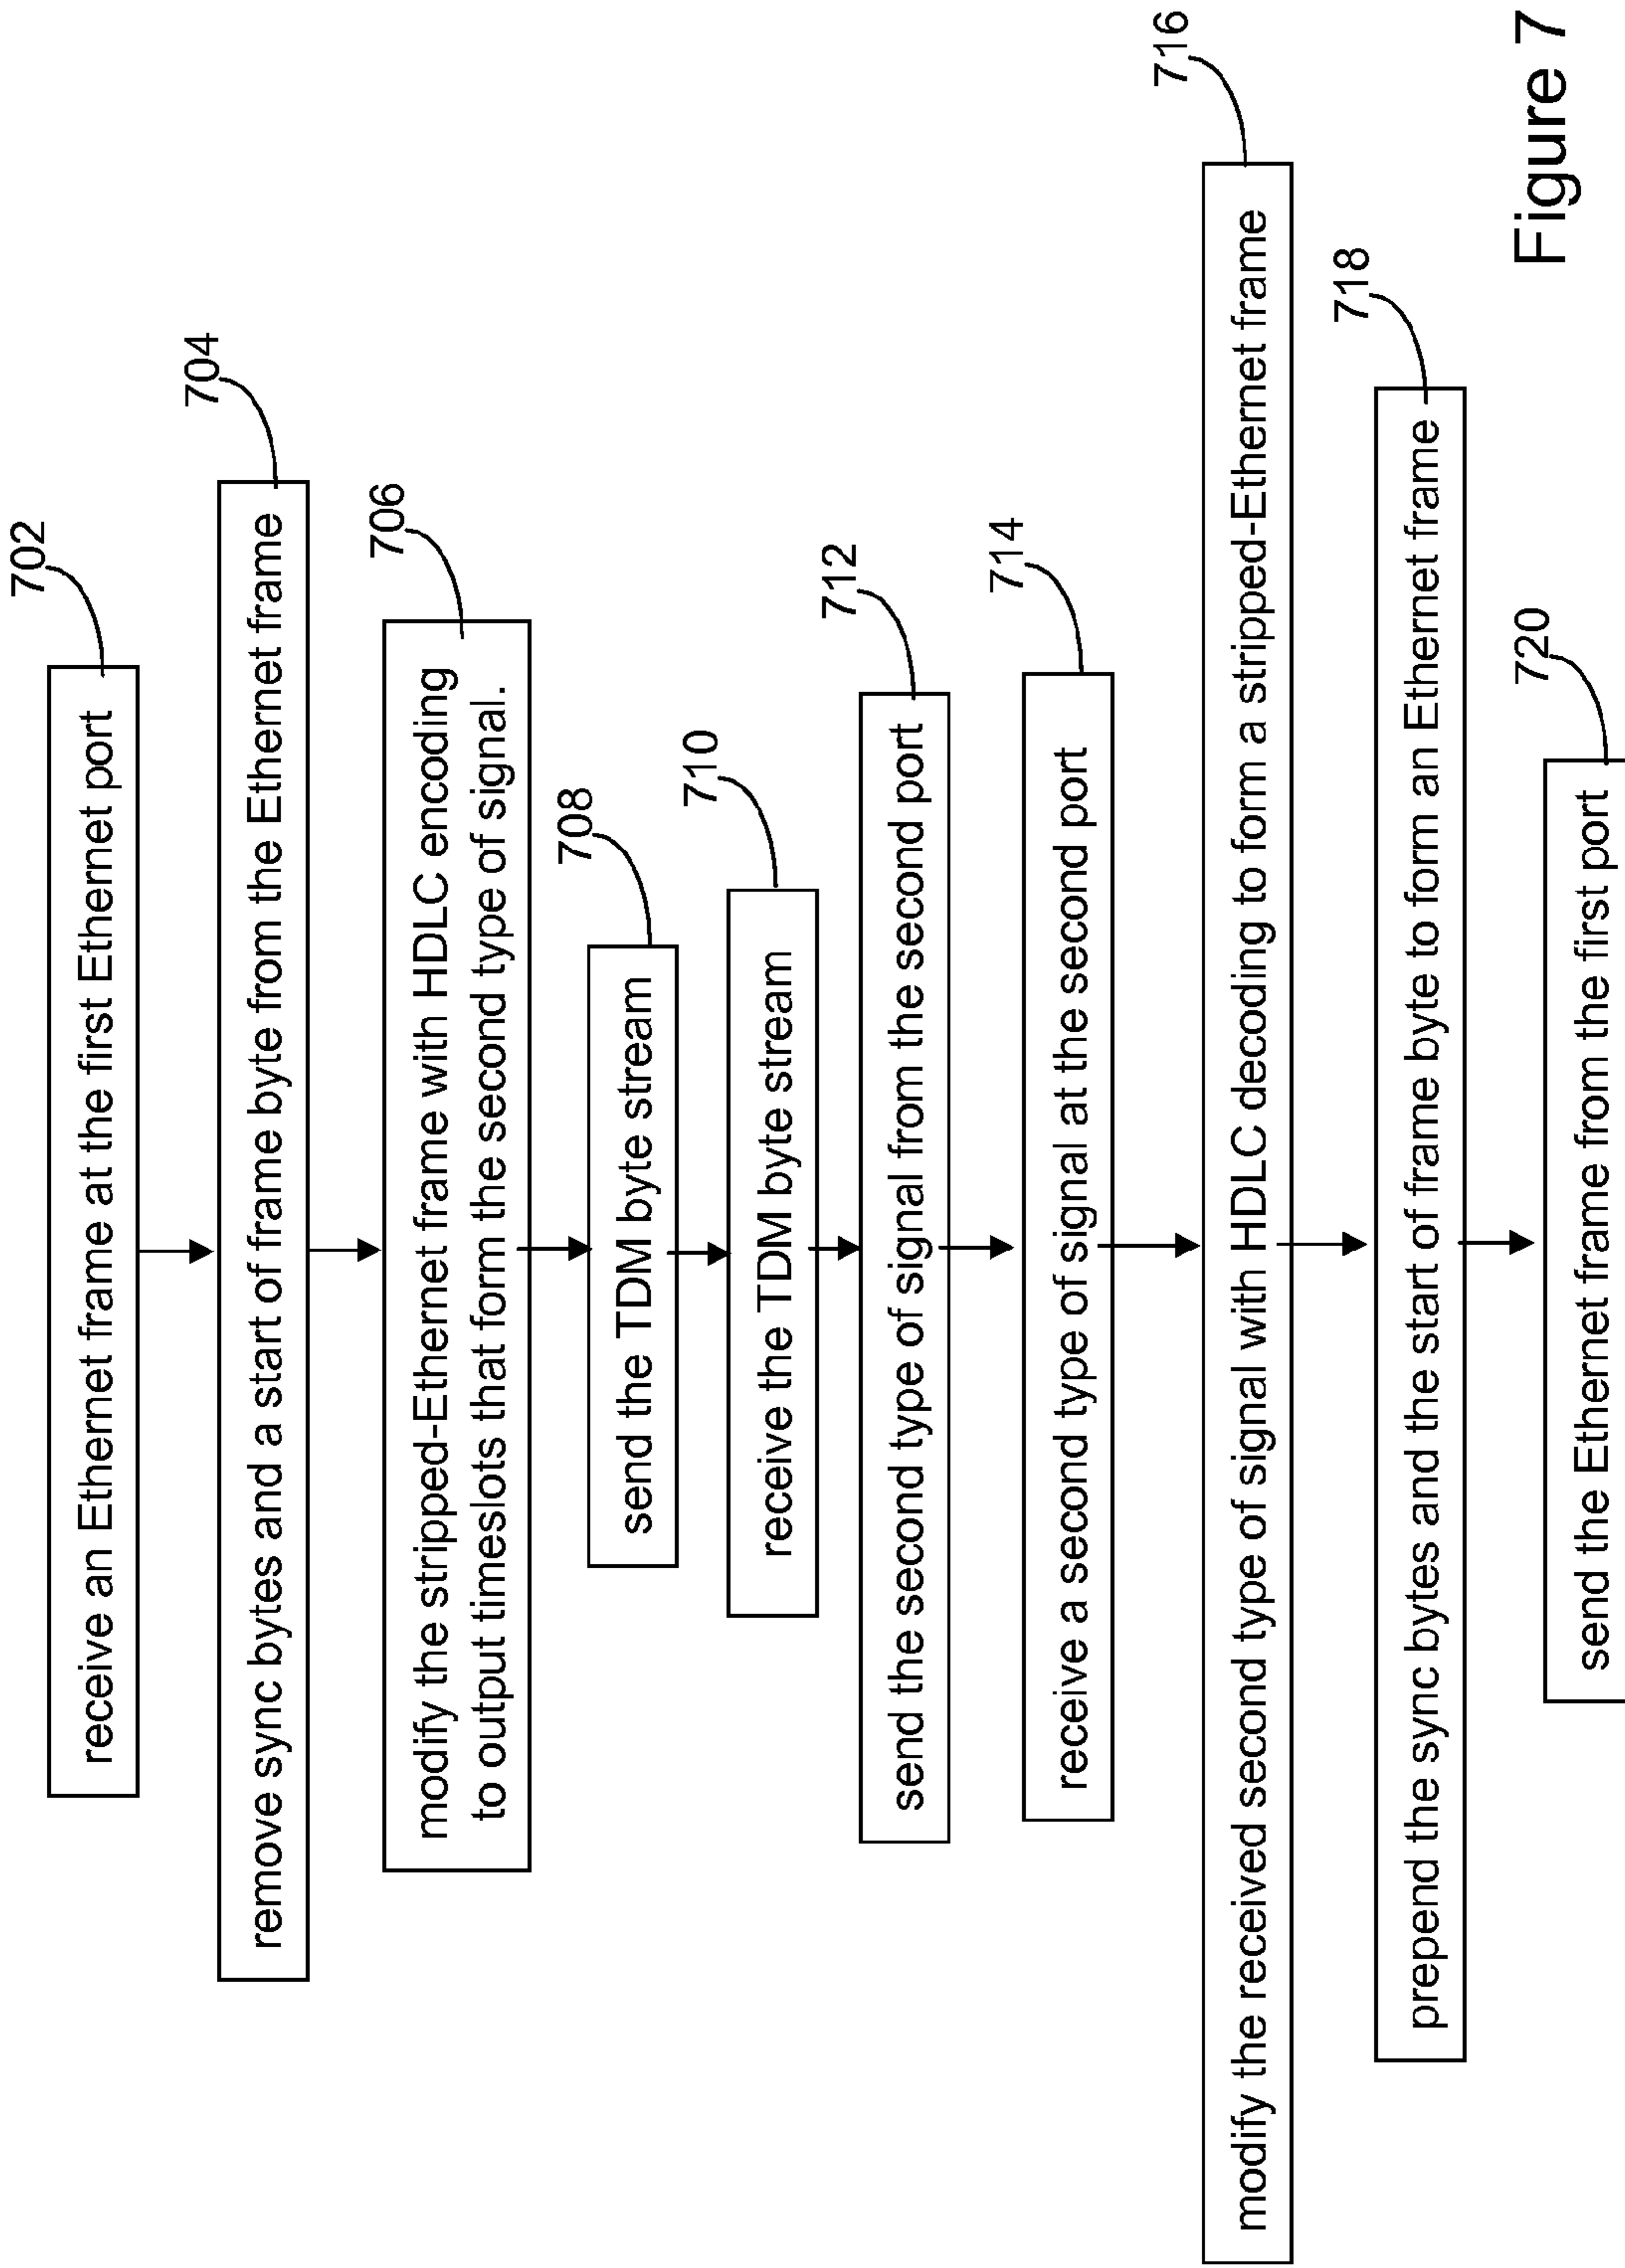 702
receive an Ethernet frame at the first Ethernet port
704
remove sync bytes and a start of frame byte from the Ethernet frame
706
modify the stripped-Ethernet frame with HDLC encoding
to output timeslots that form the second type of signal.
708
send the TDM byte stream
710
receive the TDM byte stream
712
send the second type of signal from the second port
714
receive a second type of signal at the second port
716
modify the received second type of signal with HDLC decoding to form a stripped-Ethernet frame
718
prepend the sync bytes and the start of frame byte to form an Ethernet frame
720
send the Ethernet frame from the first port
Figure 7